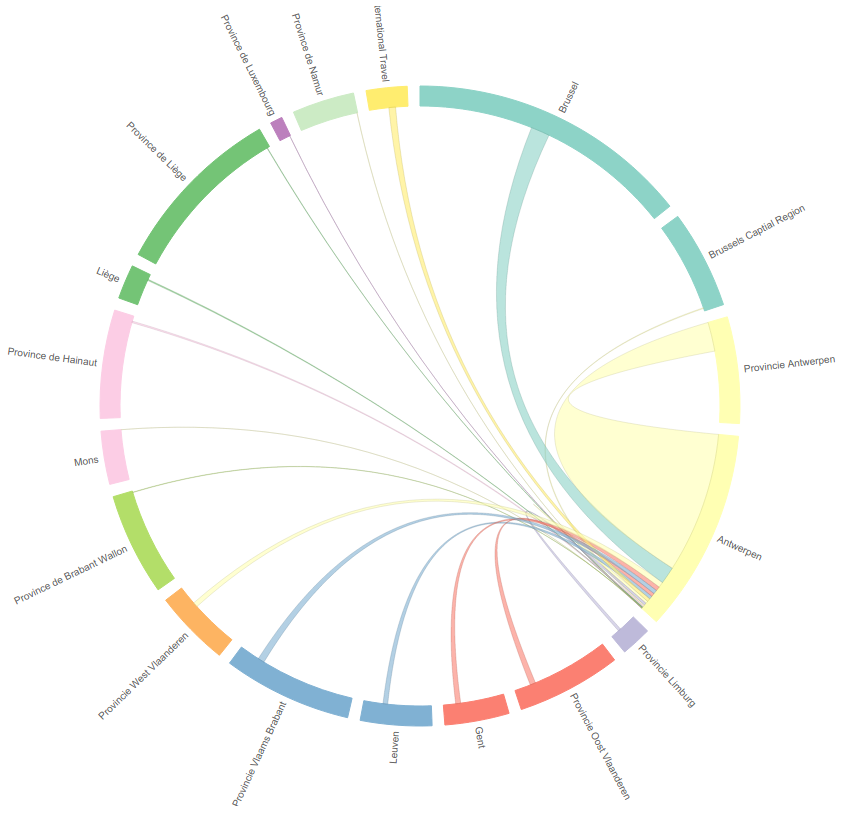 Brussel
Brussels Captial Region
Provincie Antwerpen
Antwerpen
Provincie Limburg
Provincie Oost Vlaanderen
Gent
Leuven
Provincie Vlaams Brabant
Provincie West Vlaanderen
Province de Brabant Wallon
Mons
Province de Hainaut
Liège
Province de Liège
Province de Luxembourg
Province de Namur
ternational Travel